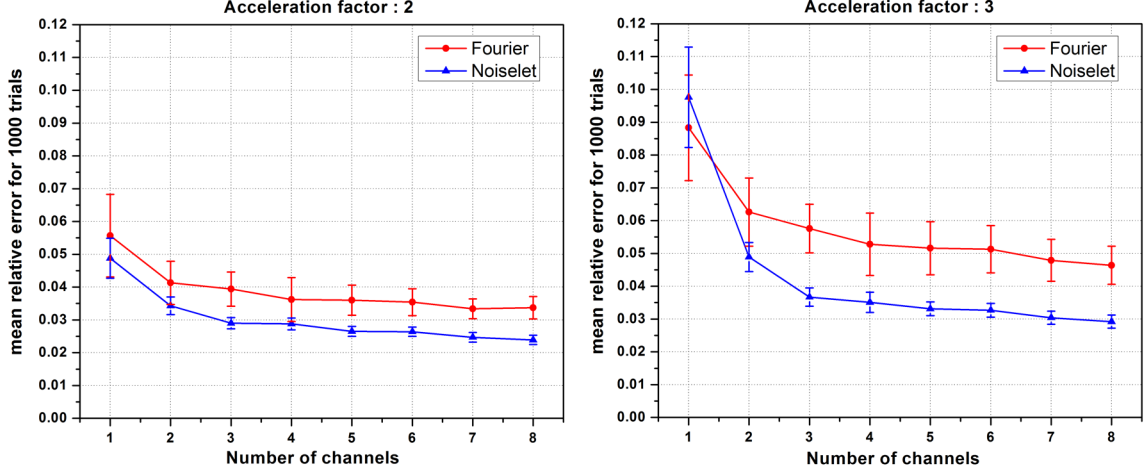 Acceleration factor : 2
mean relative error for 1000 trials
0.12
0.11
0.10
0.09
0.08
0.07
0.06
0.05
0.04
0.03
0.02
0.01
0.00
Fourier
Noiselet
1 2 3 4 5 6 7 8
Number of channels
Acceleration factor : 3
mean relative error for 1000 trials
0.12
0.11
0.10
0.09
0.08
0.07
0.06
0.05
0.04
0.03
0.02
0.01
0.00
Fourier
Noiselet
1 2 3 4 5 6 7 8
Number of channels